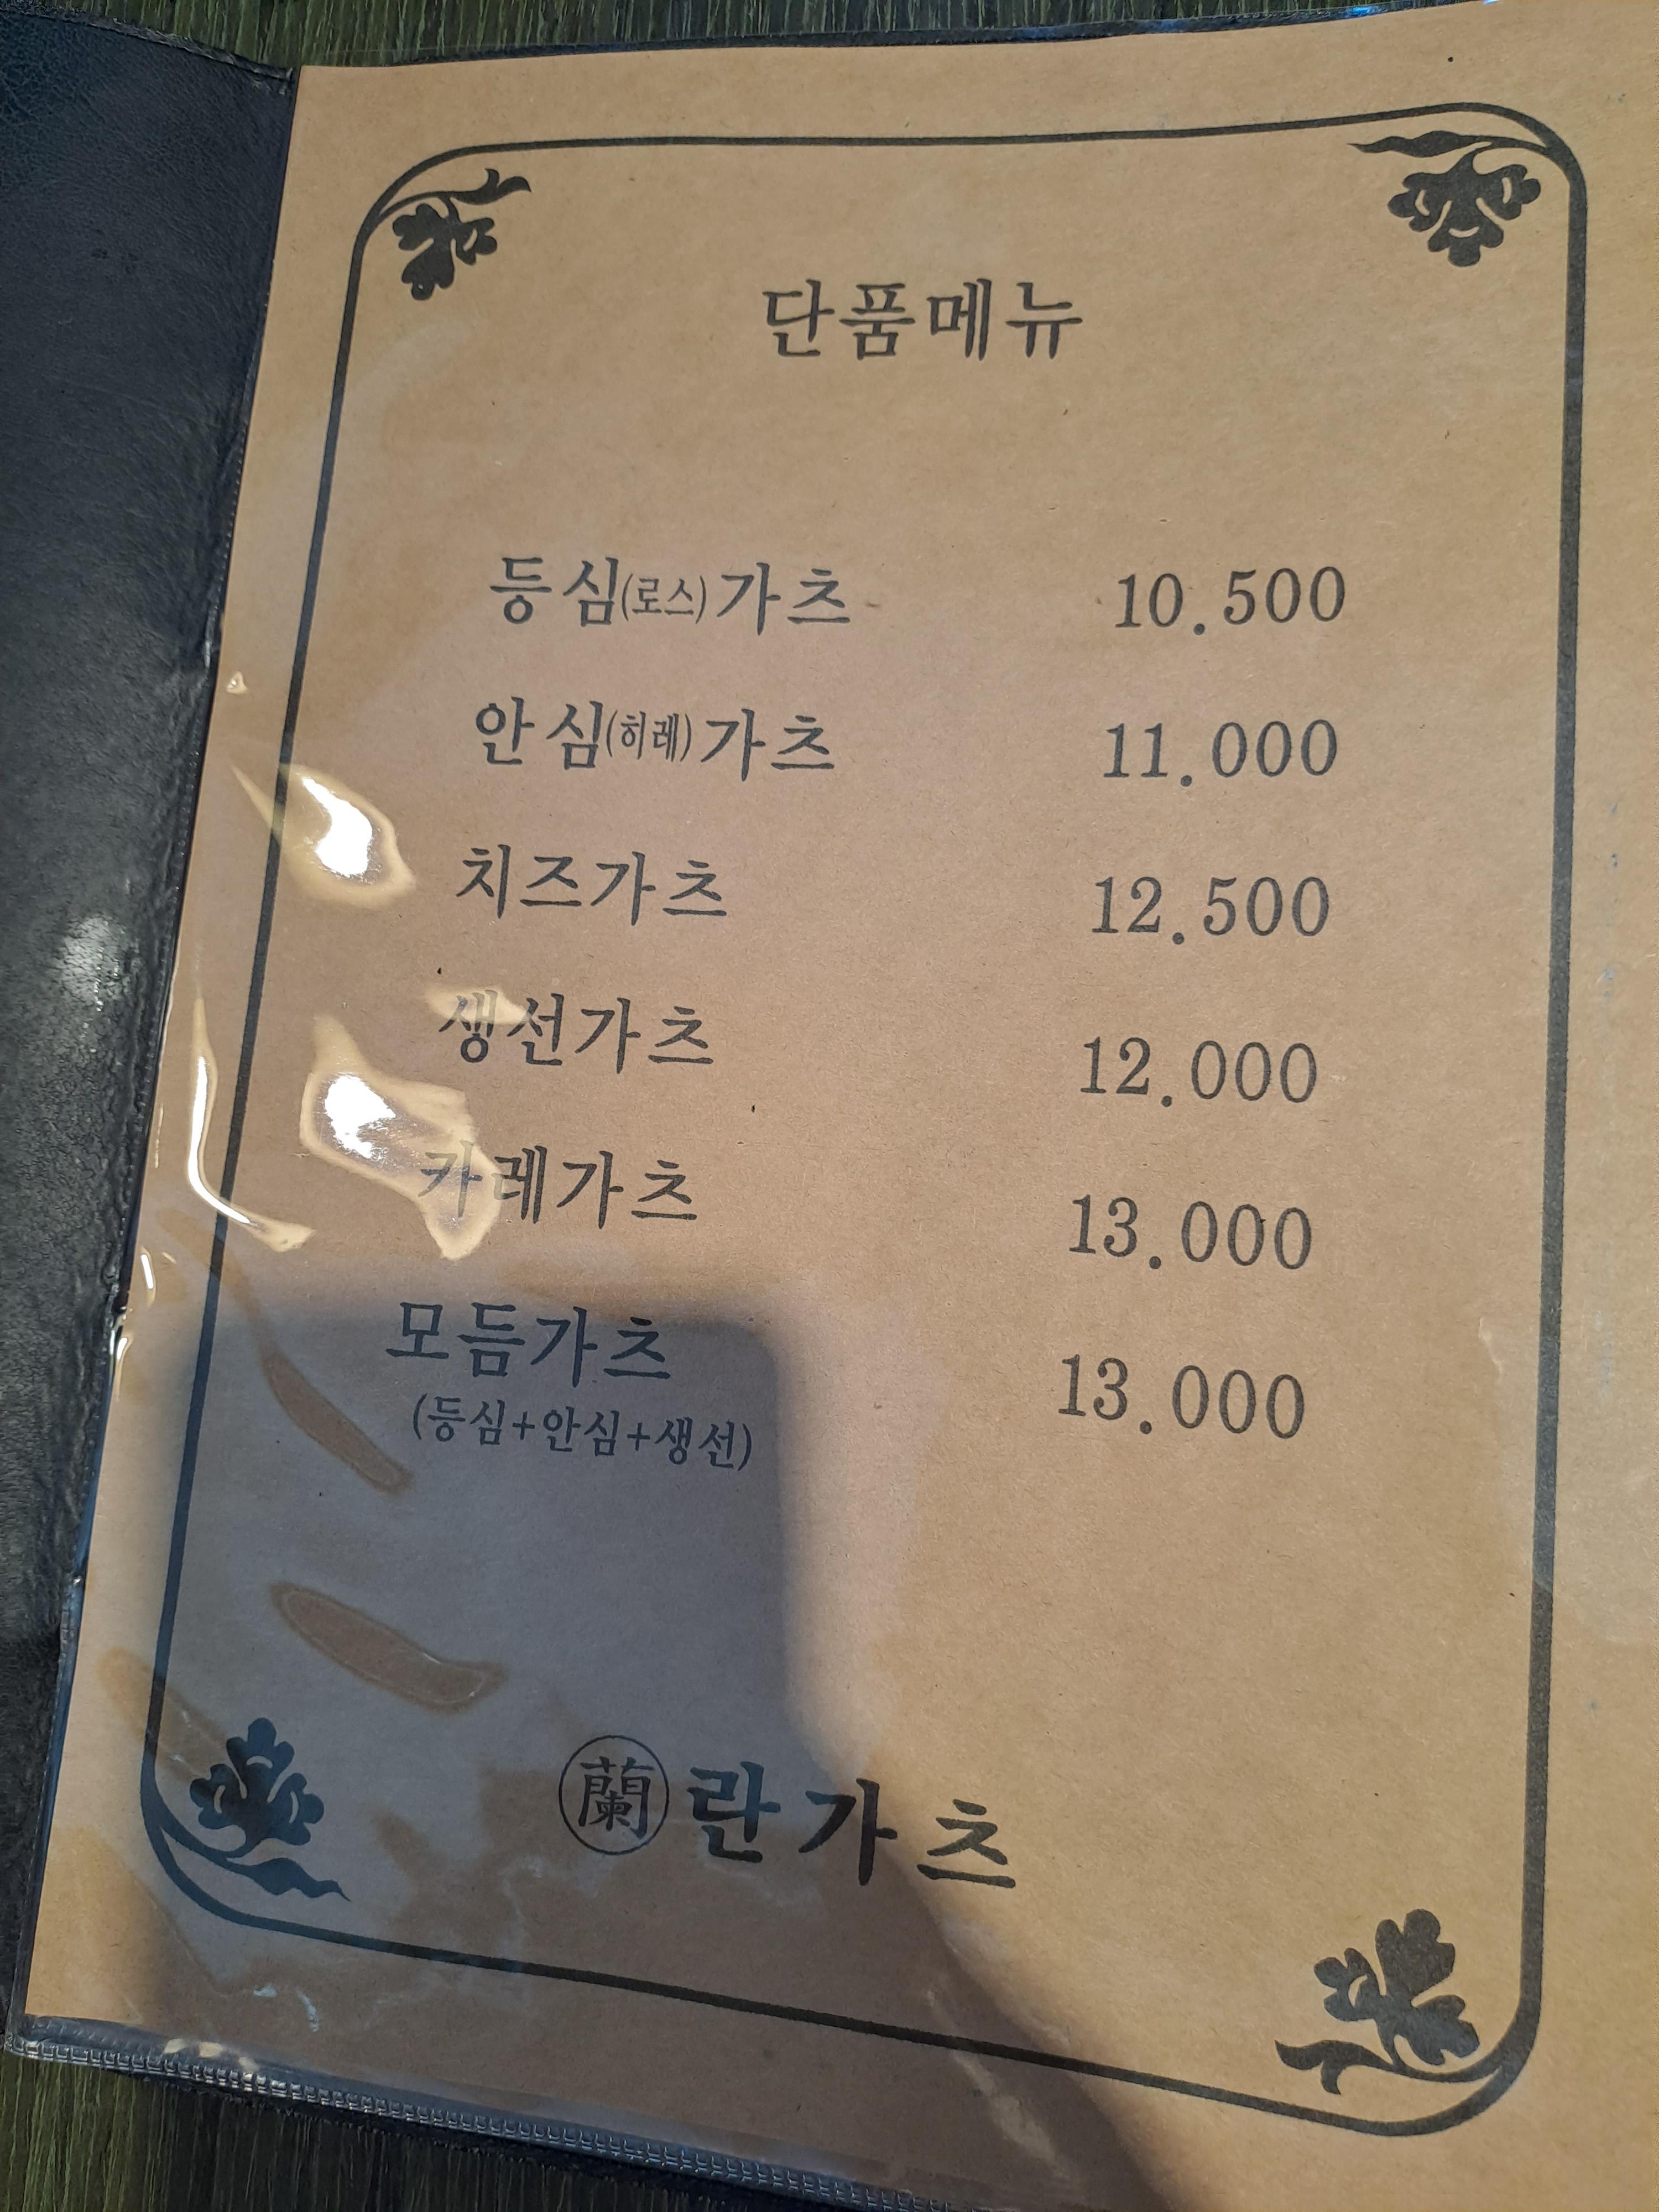 단품메뉴
등심(로스)가츠 10.500
안심(히레)가츠 11.000
치즈가츠 12.500
생선가츠 12.000
카레가츠 13.000
모듬가츠 13.000
(등심+안심+생선)
蘭 란가츠